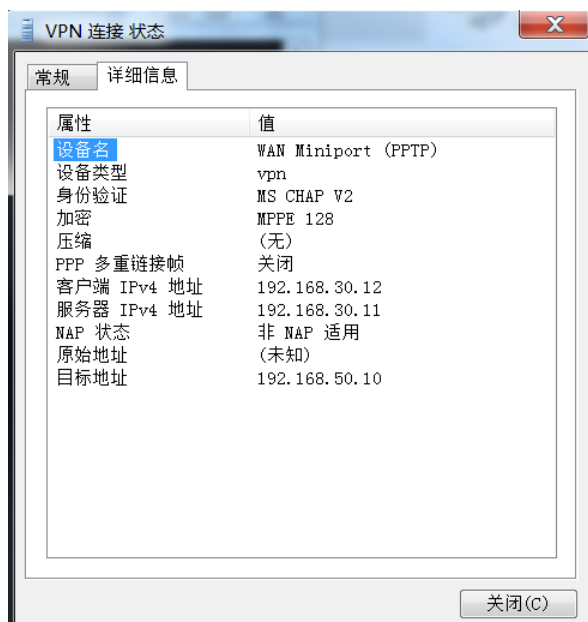 VPN 连接 状态
常规 详细信息
属性 值
设备名 WAN Miniport (PPTP)
设备类型 vpn
身份验证 MS CHAP V2
加密 MPPE 128
压缩 (无)
PPP 多重链接帧 关闭
客户端 IPv4 地址 192.168.30.12
服务器 IPv4 地址 192.168.30.11
NAP 状态 非 NAP 适用
原始地址 (未知)
目标地址 192.168.50.10
关闭(C)